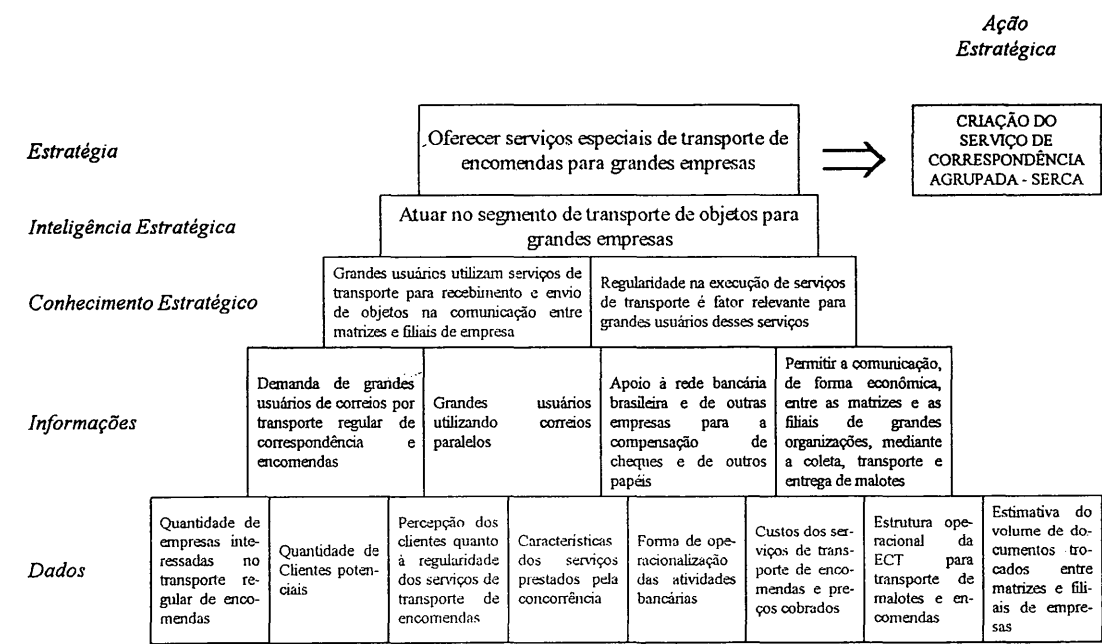 Ação
Estratégica
Estratégia
Oferecer serviços especiais de transporte de
encomendas para grandes empresas
CRIAÇÃO DO
SERVIÇO DE
CORRESPONDÊNCIA
AGRUPADA - SERCA
Inteligência Estratégica
Atuar no segmento de transporte de objetos para
grandes empresas
Conhecimento Estratégico
Grandes usuários utilizam serviços de
transporte para recebimento e envio
de objetos na comunicação entre
matrizes e filiais de empresa
Regularidade na execução de serviços
de transporte é fator relevante para
grandes usuários desses serviços
Informações
Demanda de grandes
usuários de correios por
transporte regular de
correspondência e
encomendas
Grandes usuários
utilizando correios
paralelos
Apoio à rede bancária
brasileira e de outras
empresas para a
compensação de
cheques e de outros
papéis
Permitir a comunicação,
de forma econômica,
entre as matrizes e as
filiais de grandes
organizações, mediante
a coleta, transporte e
entrega de malotes
Dados
Quantidade de
empresas inte-
ressadas no
transporte re-
gular de enco-
mendas
Quantidade de
Clientes poten-
ciais
Percepção dos
clientes quanto
à regularidade
dos serviços de
transporte de
encomendas
Características
dos serviços
prestados pela
concorrência
Forma de ope-
racionalização
das atividades
bancárias
Custos dos ser-
viços de trans-
porte de enco-
mendas e pre-
ços cobrados
Estrutura ope-
racional da
ECT para
transporte de
malotes e en-
comendas
Estimativa do
volume de do-
cumentos tro-
cados entre
matrizes e fili-
ais de empre-
sas